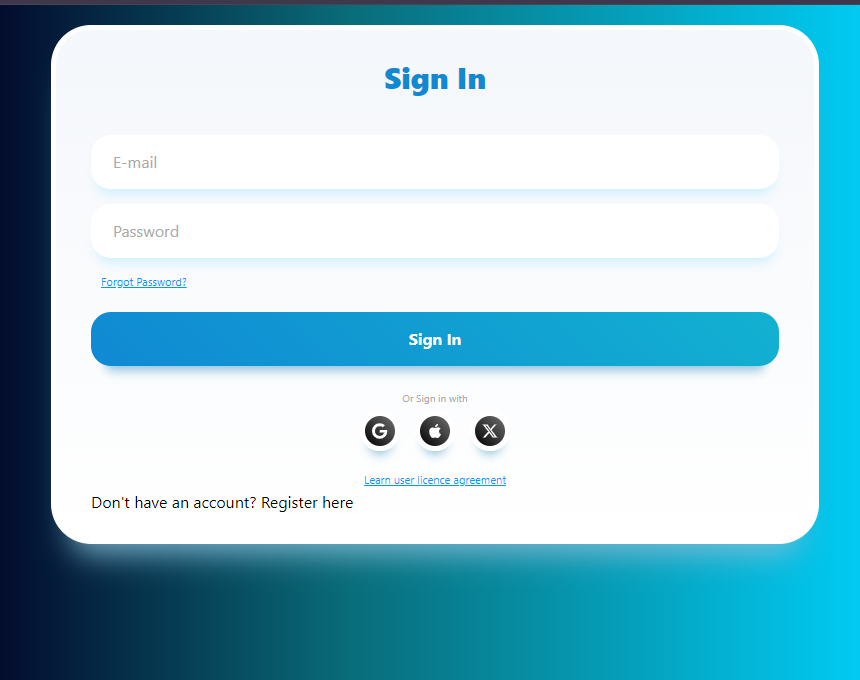 Sign In
E-mail
Password
Forgot Password?
Sign In
Or Sign in with
Learn user licence agreement
Don't have an account? Register here